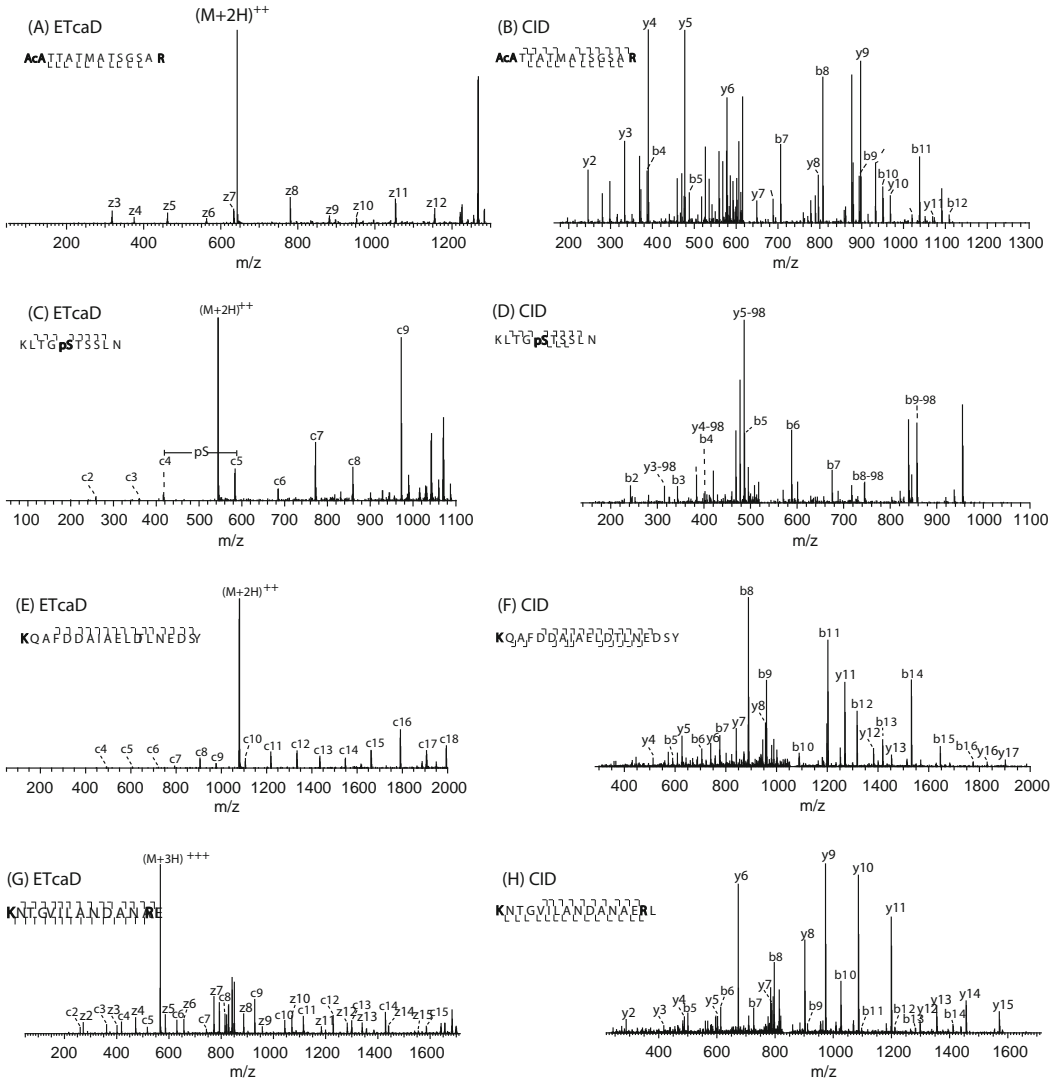 (A) ETcaD
(M+2H)++
AcATTATMATSGSA R
z3 z4 z5 z6 z7 z8 z9 z10 z11 z12
200 400 600 800 1000 1200
m/z
(B) CID
AcATTATMATSGSAR
y2 y3 y4 b4 y5 b5 y6 y7 b7 y8 b8 y9 b9 b10 y10 b11 y11 b12
200 300 400 500 600 700 800 900 1000 1100 1200 1300
m/z
(C) ETcaD
(M+2H)++
KLTGpSTSSLN
pS
c2 c3 c4 c5 c6 c7 c8 c9
100 200 300 400 500 600 700 800 900 1000 1100
m/z
(D) CID
KLTGpSTSSLN
b2 y3-98 b3 y4-98 b4 y5-98 b5 b6 b7 b8-98 b9-98
200 300 400 500 600 700 800 900 1000 1100
m/z
(E) ETcaD
(M+2H)++
KQAFDDAIAELDTLNEDSY
c4 c5 c6 c7 c8 c9 c10 c11 c12 c13 c14 c15 c16 c17 c18
200 400 600 800 1000 1200 1400 1600 1800 2000
m/z
(F) CID
KQAFDDAIAELDTLNEDSY
y4 b5 y5 b6 y6 b7 y7 b8 y8 b9 b10 b11 y11 b12 y12 b13 y13 b14 b15 b16 y16 y17
400 600 800 1000 1200 1400 1600 1800 2000
m/z
(G) ETcaD
(M+3H) +++
KNTGVILANDANARE
c2 z2 c3 z3 c4 z4 c5 z5 c6 z6 c7 z7 c8 z8 c9 z9 c10 z10 c11 z11 c12 z12 c13 z13 c14 z14 z15 c15
200 400 600 800 1000 1200 1400 1600
m/z
(H) CID
KNTGVILANDANAERL
y2 y3 y4 b5 y5 b6 y6 b7 y7 b8 y8 b9 y9 b10 y10 b11 y11 b12 b13 y12 y13 b14 y14 y15
400 600 800 1000 1200 1400 1600
m/z